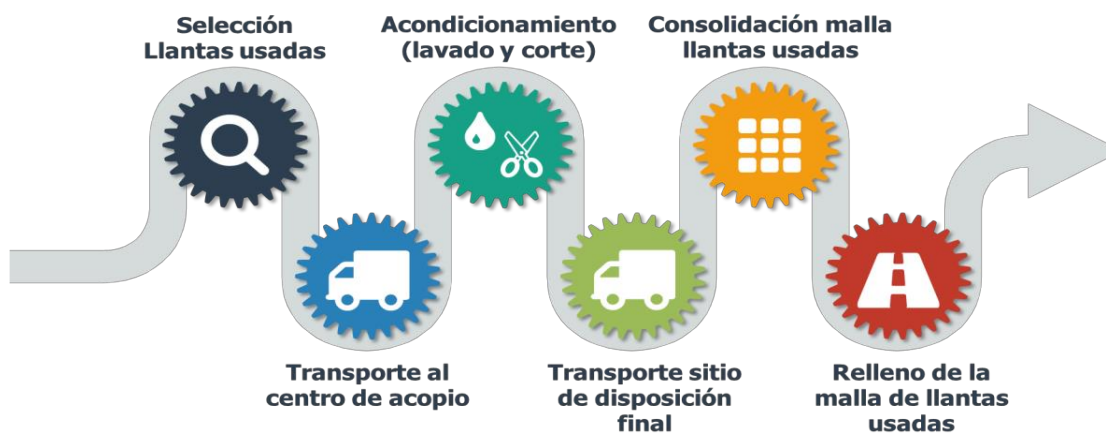 Selección
Llantas usadas
Transporte al
centro de acopio
Acondicionamiento
(lavado y corte)
Transporte sitio
de disposición
final
Consolidación malla
llantas usadas
Relleno de la
malla de llantas
usadas